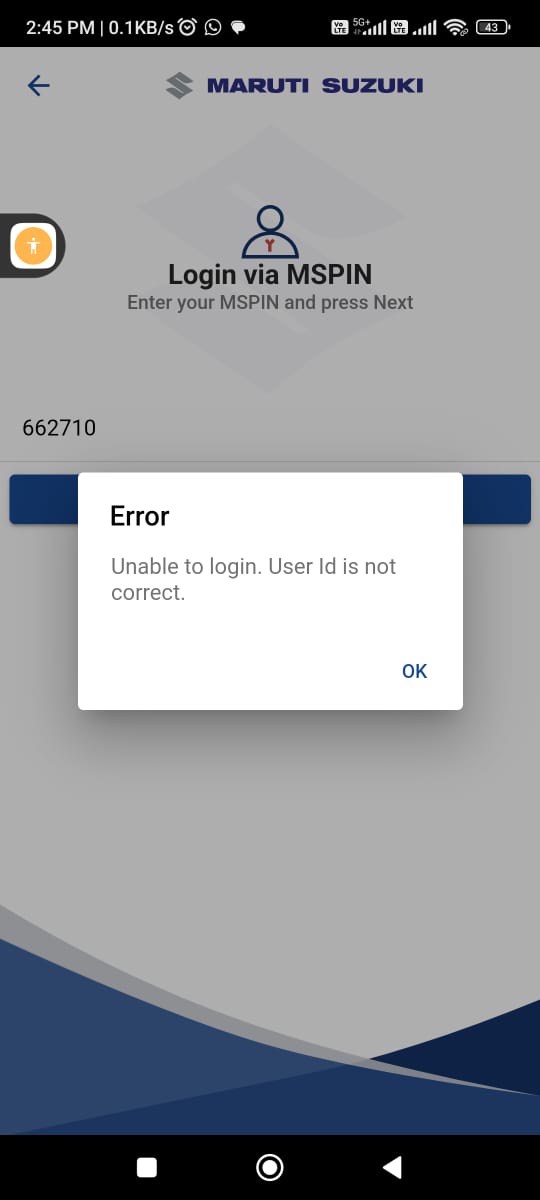 2:45 PM | 0.1KB/s
5G+
Vo LTE
Vo LTE
43
MARUTI SUZUKI
Login via MSPIN
Enter your MSPIN and press Next
662710
Error
Unable to login. User Id is not
correct.
OK